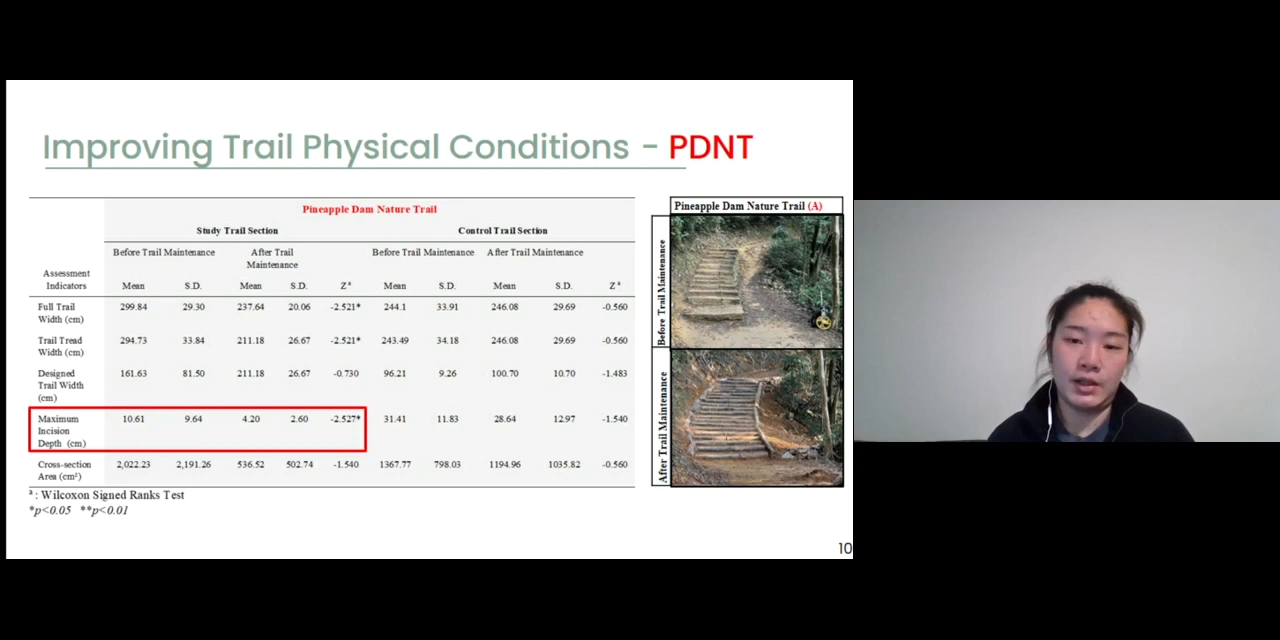 Improving Trail Physical Conditions - PDNT
Pineapple Dam Nature Trail
Study Trail Section Control Trail Section
Before Trail Maintenance After Trail Maintenance Before Trail Maintenance After Trail Maintenance
Assessment Indicators Mean S.D. Mean S.D. Z a Mean S.D. Mean S.D. Z a
Full Trail Width (cm) 299.84 29.30 237.64 20.06 -2.521* 244.1 33.91 246.08 29.69 -0.560
Trail Tread Width (cm) 294.73 33.84 211.18 26.67 -2.521* 243.49 34.18 246.08 29.69 -0.560
Designed Trail Width (cm) 161.63 81.50 211.18 26.67 -0.730 96.21 9.26 100.70 10.70 -1.483
Maximum Incision Depth (cm) 10.61 9.64 4.20 2.60 -2.527* 31.41 11.83 28.64 12.97 -1.540
Cross-section Area (cm²) 2,022.23 2,191.26 536.52 502.74 -1.540 1367.77 798.03 1194.96 1035.82 -0.560
a : Wilcoxon Signed Ranks Test
*p<0.05 **p<0.01
Pineapple Dam Nature Trail (A)
Before Trail Maintenance
After Trail Maintenance
10